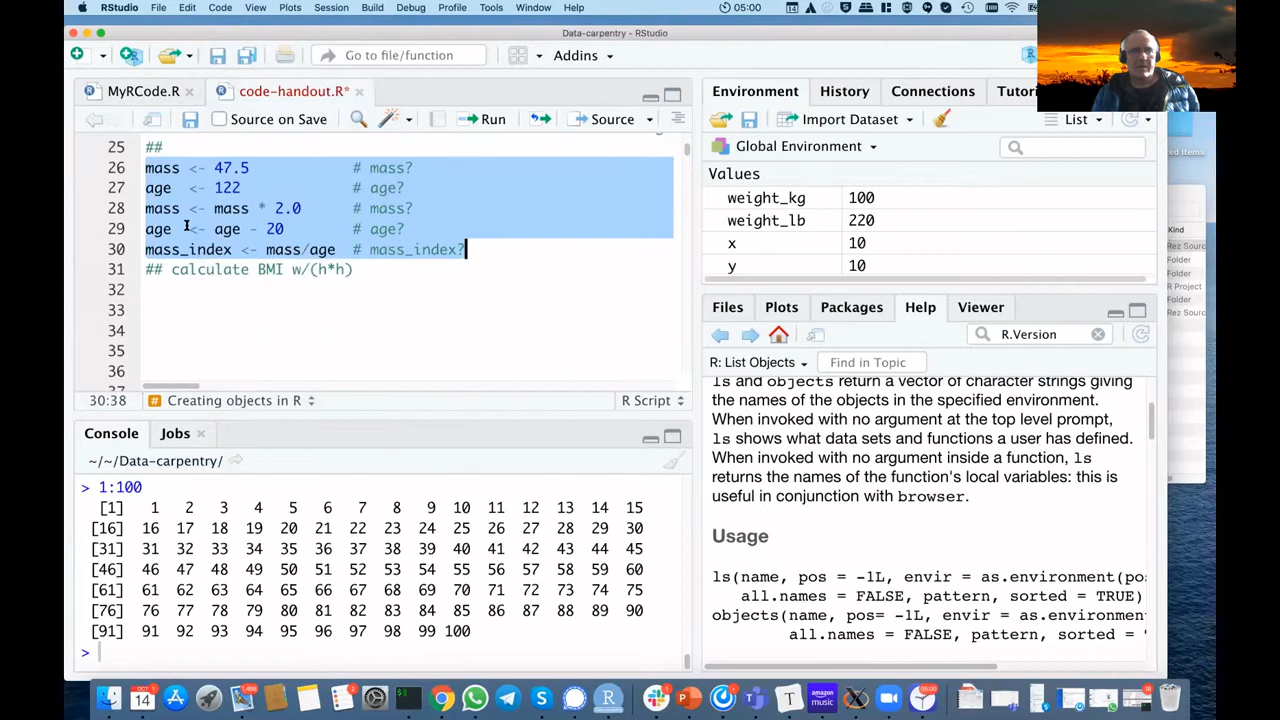 RStudio File Edit Code View Plots Session Build Debug Profile Tools Window Help 05:00
Data-carpentry - RStudio
Go to file/function Addins
MyRCode.R code-handout.R*
Source on Save Run Source
25 ##
26 mass <- 47.5 # mass?
27 age <- 122 # age?
28 mass <- mass * 2.0 # mass?
29 age <- age - 20 # age?
30 mass_index <- mass/age # mass_index?
31 ## calculate BMI w/(h*h)
32
33
34
35
36
37
30:38 Creating objects in R R Script
Console Jobs
~/~/Data-carpentry/
> 1:100
[1] 1 2 3 4 5 6 7 8 9 10 11 12 13 14 15
[16] 16 17 18 19 20 21 22 23 24 25 26 27 28 29 30
[31] 31 32 33 34 35 36 37 38 39 40 41 42 43 44 45
[46] 46 47 48 49 50 51 52 53 54 55 56 57 58 59 60
[61] 61 62 63 64 65 66 67 68 69 70 71 72 73 74 75
[76] 76 77 78 79 80 81 82 83 84 85 86 87 88 89 90
[91] 91 92 93 94 95 96 97 98 99 100
>
Environment History Connections Tutori
Import Dataset List
Global Environment
Values
weight_kg 100
weight_lb 220
x 10
y 10
Files Plots Packages Help Viewer
R.Version
R: List Objects Find in Topic
ls and objects return a vector of character strings giving
the names of the objects in the specified environment.
When invoked with no argument at the top level prompt,
ls shows what data sets and functions a user has defined.
When invoked with no argument inside a function, ls
returns the names of the function's local variables: this is
useful in conjunction with browser.
Usage
ls(name, pos = -1L, envir = as.environment(pos
all.names = FALSE, pattern, sorted = TRUE)
objects(name, pos= -1L, envir = as.environment
all.names = FALSE, pattern, sorted = 
Kind
Rez Sourc
Folder
Folder
R Project
Folder
Rez Sourc
amazon
music